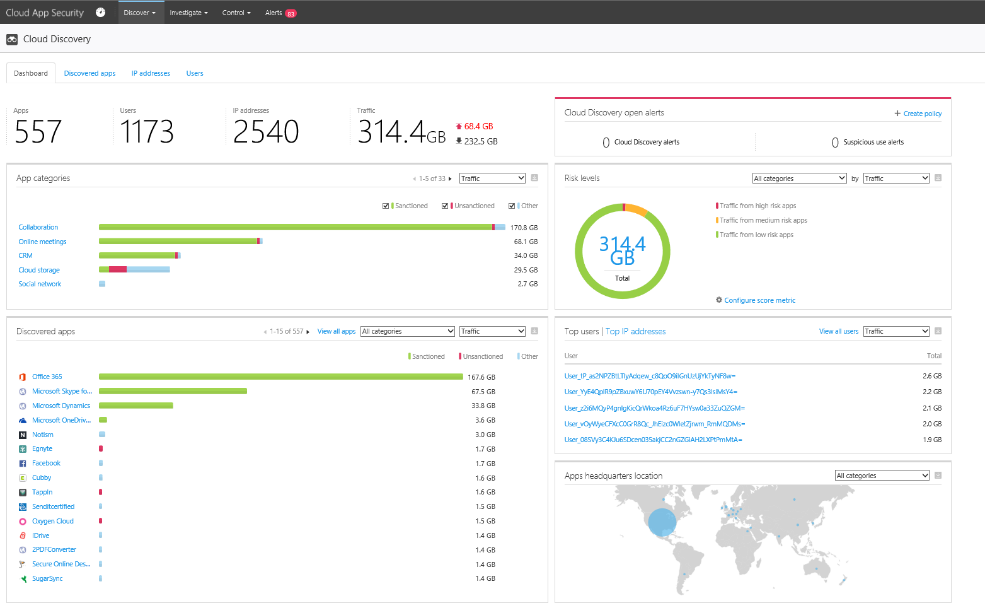 Cloud App Security Discover Investigate Control Alerts 83
Cloud Discovery
Dashboard Discovered apps IP addresses Users
Apps Users IP addresses Traffic
557 1173 2540 314.4GB
68.4 GB
232.5 GB
Cloud Discovery open alerts + Create policy
0 Cloud Discovery alerts 0 Suspicious use alerts
App categories 1-5 of 33 Traffic
Sanctioned Unsanctioned Other
Collaboration 170.8 GB
Online meetings 68.1 GB
CRM 34.0 GB
Cloud storage 29.5 GB
Social network 2.7 GB
Risk levels All categories by Traffic
Traffic from high risk apps
Traffic from medium risk apps
Traffic from low risk apps
314.4
GB
Total
Configure score metric
Discovered apps 1-15 of 557 View all apps All categories Traffic
Sanctioned Unsanctioned Other
Office 365 167.6 GB
Microsoft Skype fo... 67.5 GB
Microsoft Dynamics 33.8 GB
Microsoft OneDriv... 3.6 GB
Notism 3.0 GB
Egnyte 1.7 GB
Facebook 1.7 GB
Cubby 1.6 GB
TappIn 1.6 GB
Senditcertified 1.5 GB
Oxygen Cloud 1.5 GB
iDrive 1.4 GB
2PDFConverter 1.4 GB
Secure Online Des... 1.4 GB
SugarSync 1.4 GB
Top users | Top IP addresses View all users Traffic
User Total
2.6 GB
2.2 GB
2.1 GB
2.0 GB
1.9 GB
Apps headquarters location All categories